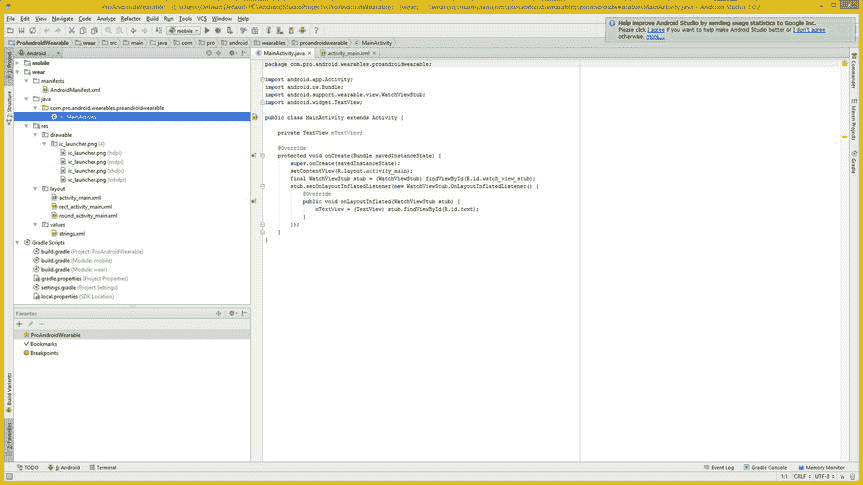 File Edit View Navigate Code Analyze Refactor Build Run Tools VCS Window Help
Help improve Android Studio by sending usage statistics to Google Inc.
Please click I agree if you want to help make Android Studio better or I don't agree
otherwise. More...
ProAndroidWearable wear src main java com pro android wearables proandroidwearable MainActivity
mobile
Android
MainActivity.java activity_main.xml
mobile
wear
manifests
AndroidManifest.xml
java
com.pro.android.wearables.proandroidwearable
MainActivity
res
drawable
ic_launcher.png (4)
ic_launcher.png (hdpi)
ic_launcher.png (mdpi)
ic_launcher.png (xhdpi)
ic_launcher.png (xxhdpi)
layout
activity_main.xml
rect_activity_main.xml
round_activity_main.xml
values
strings.xml
Gradle Scripts
build.gradle (Project: ProAndroidWearable)
build.gradle (Module: mobile)
build.gradle (Module: wear)
gradle.properties (Project Properties)
settings.gradle (Project Settings)
local.properties (SDK Location)
Favorites
ProAndroidWearable
Bookmarks
Breakpoints
package com.pro.android.wearables.proandroidwearable;
import android.app.Activity;
import android.os.Bundle;
import android.support.wearable.view.WatchViewStub;
import android.widget.TextView;
public class MainActivity extends Activity {
private TextView mTextView;
@Override
protected void onCreate(Bundle savedInstanceState) {
super.onCreate(savedInstanceState);
setContentView(R.layout.activity_main);
final WatchViewStub stub = (WatchViewStub) findViewById(R.id.watch_view_stub);
stub.setOnLayoutInflatedListener(new WatchViewStub.OnLayoutInflatedListener() {
@Override
public void onLayoutInflated(WatchViewStub stub) {
mTextView = (TextView) stub.findViewById(R.id.text);
}
});
}
}
Project
Structure
Build Variants
2: Favorites
Commander
Maven Projects
Gradle
TODO 6: Android Terminal
Event Log Gradle Console Memory Monitor
1:1 CRLF UTF-8